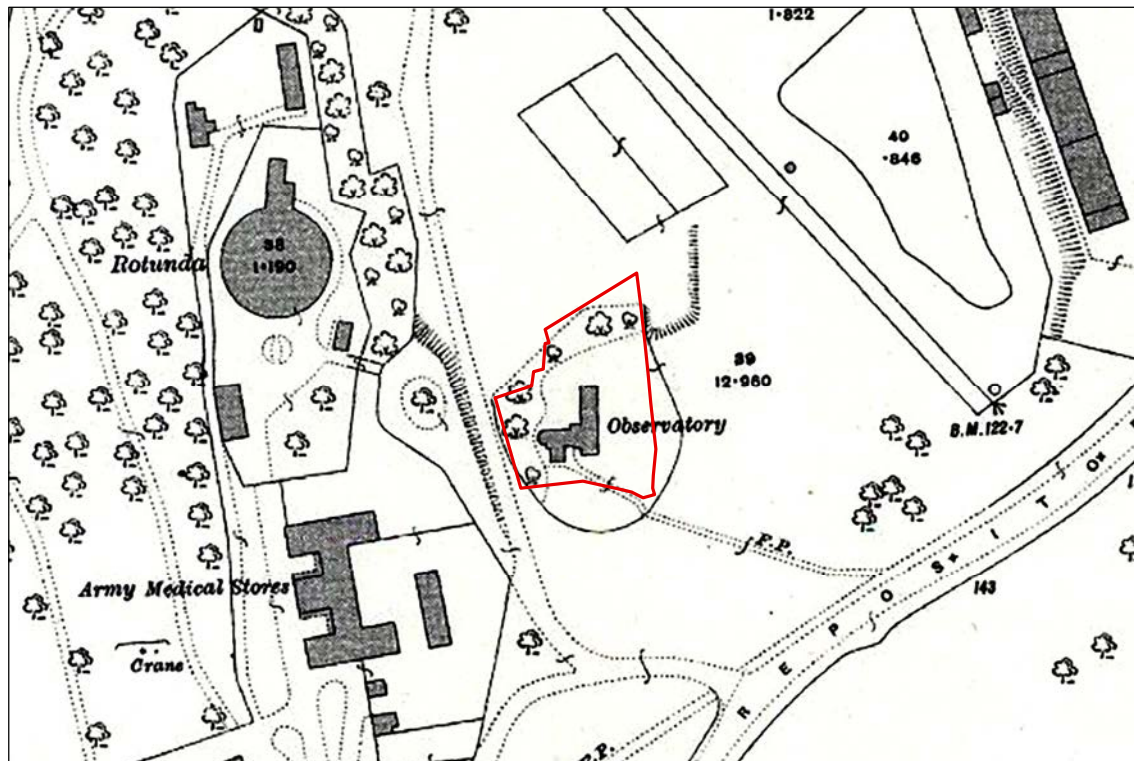 1·822
40
·846
38
1·190
Rotunda
39
12·960
Observatory
B.M.122·7
F.P.
Army Medical Stores
143
Crane
REPOSITO
F.P.